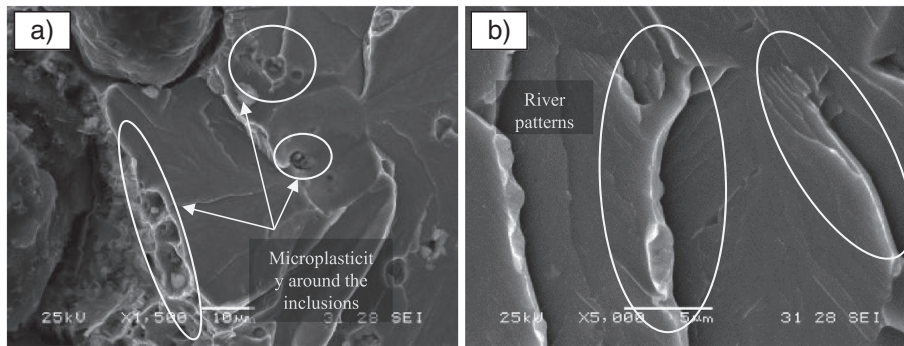 a)
Microplasticit
y around the
inclusions
25kV X1,500 10μm 31 28 SEI
b)
River
patterns
25kV X5,000 5μm 31 28 SEI